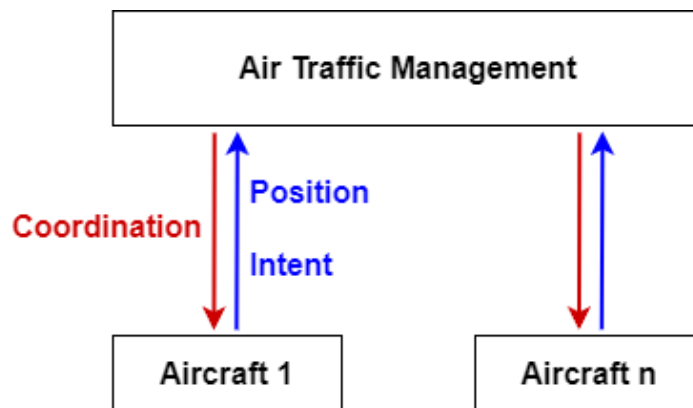 Air Traffic Management
Position
Coordination
Intent
Aircraft 1
Aircraft n